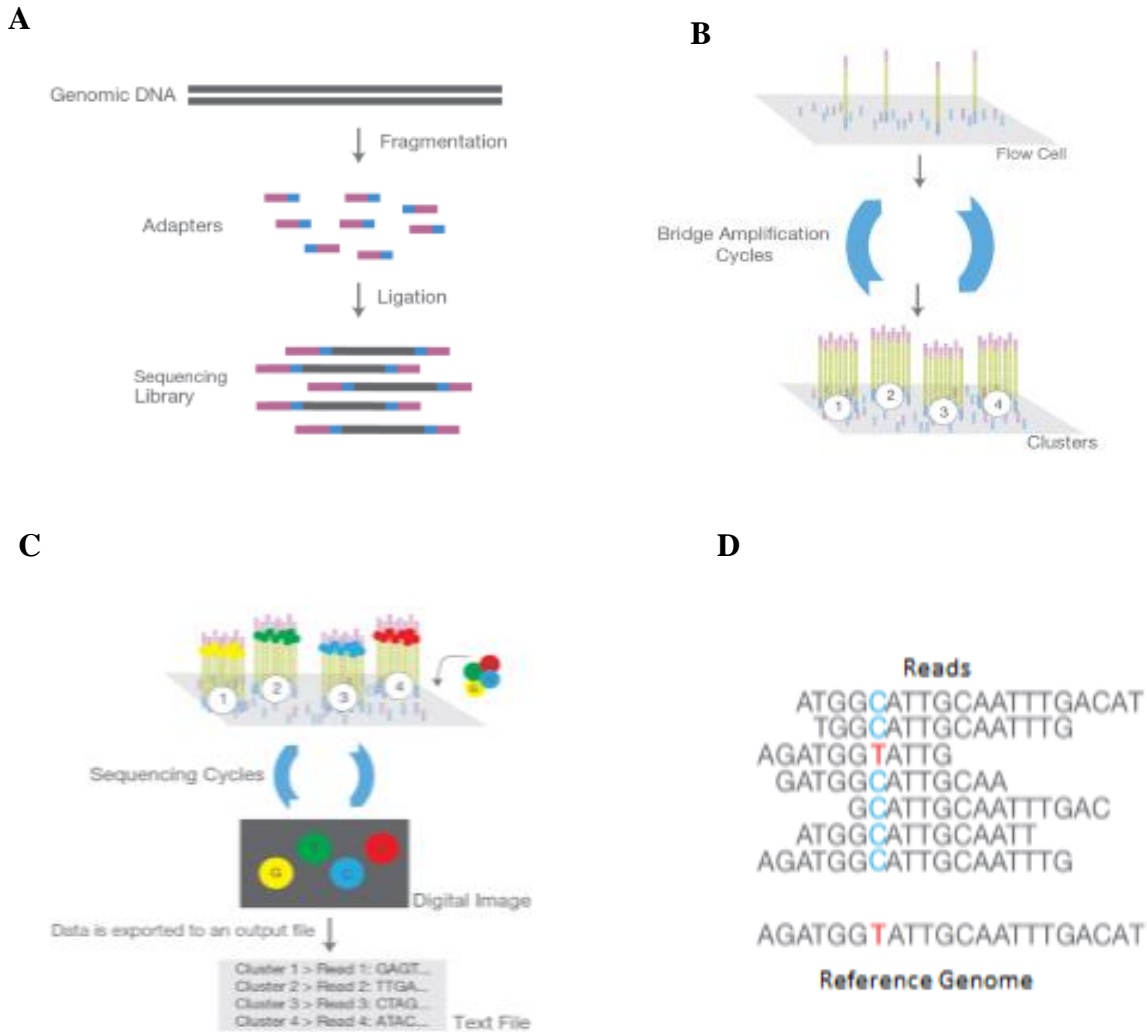 A
Genomic DNA
Fragmentation
Adapters
Ligation
Sequencing
Library
B
Flow Cell
Bridge Amplification
Cycles
1
2
3
4
Clusters
C
1
2
3
4
G
Sequencing Cycles
G
T
C
Digital Image
Data is exported to an output file
Cluster 1 > Read 1: GAGT...
Cluster 2 > Read 2: TTGA...
Cluster 3 > Read 3: CTAG...
Cluster 4 > Read 4: ATAC...
Text File
D
Reads
ATGGCATTGCAATTTGACAT
TGGCATTGCAATTTG
AGATGGTATTG
GATGGCATTGCAA
GCATTGCAATTTGAC
ATGGCATTGCAATT
AGATGGCATTGCAATTTG
AGATGGTATTGCAATTTGACAT
Reference Genome